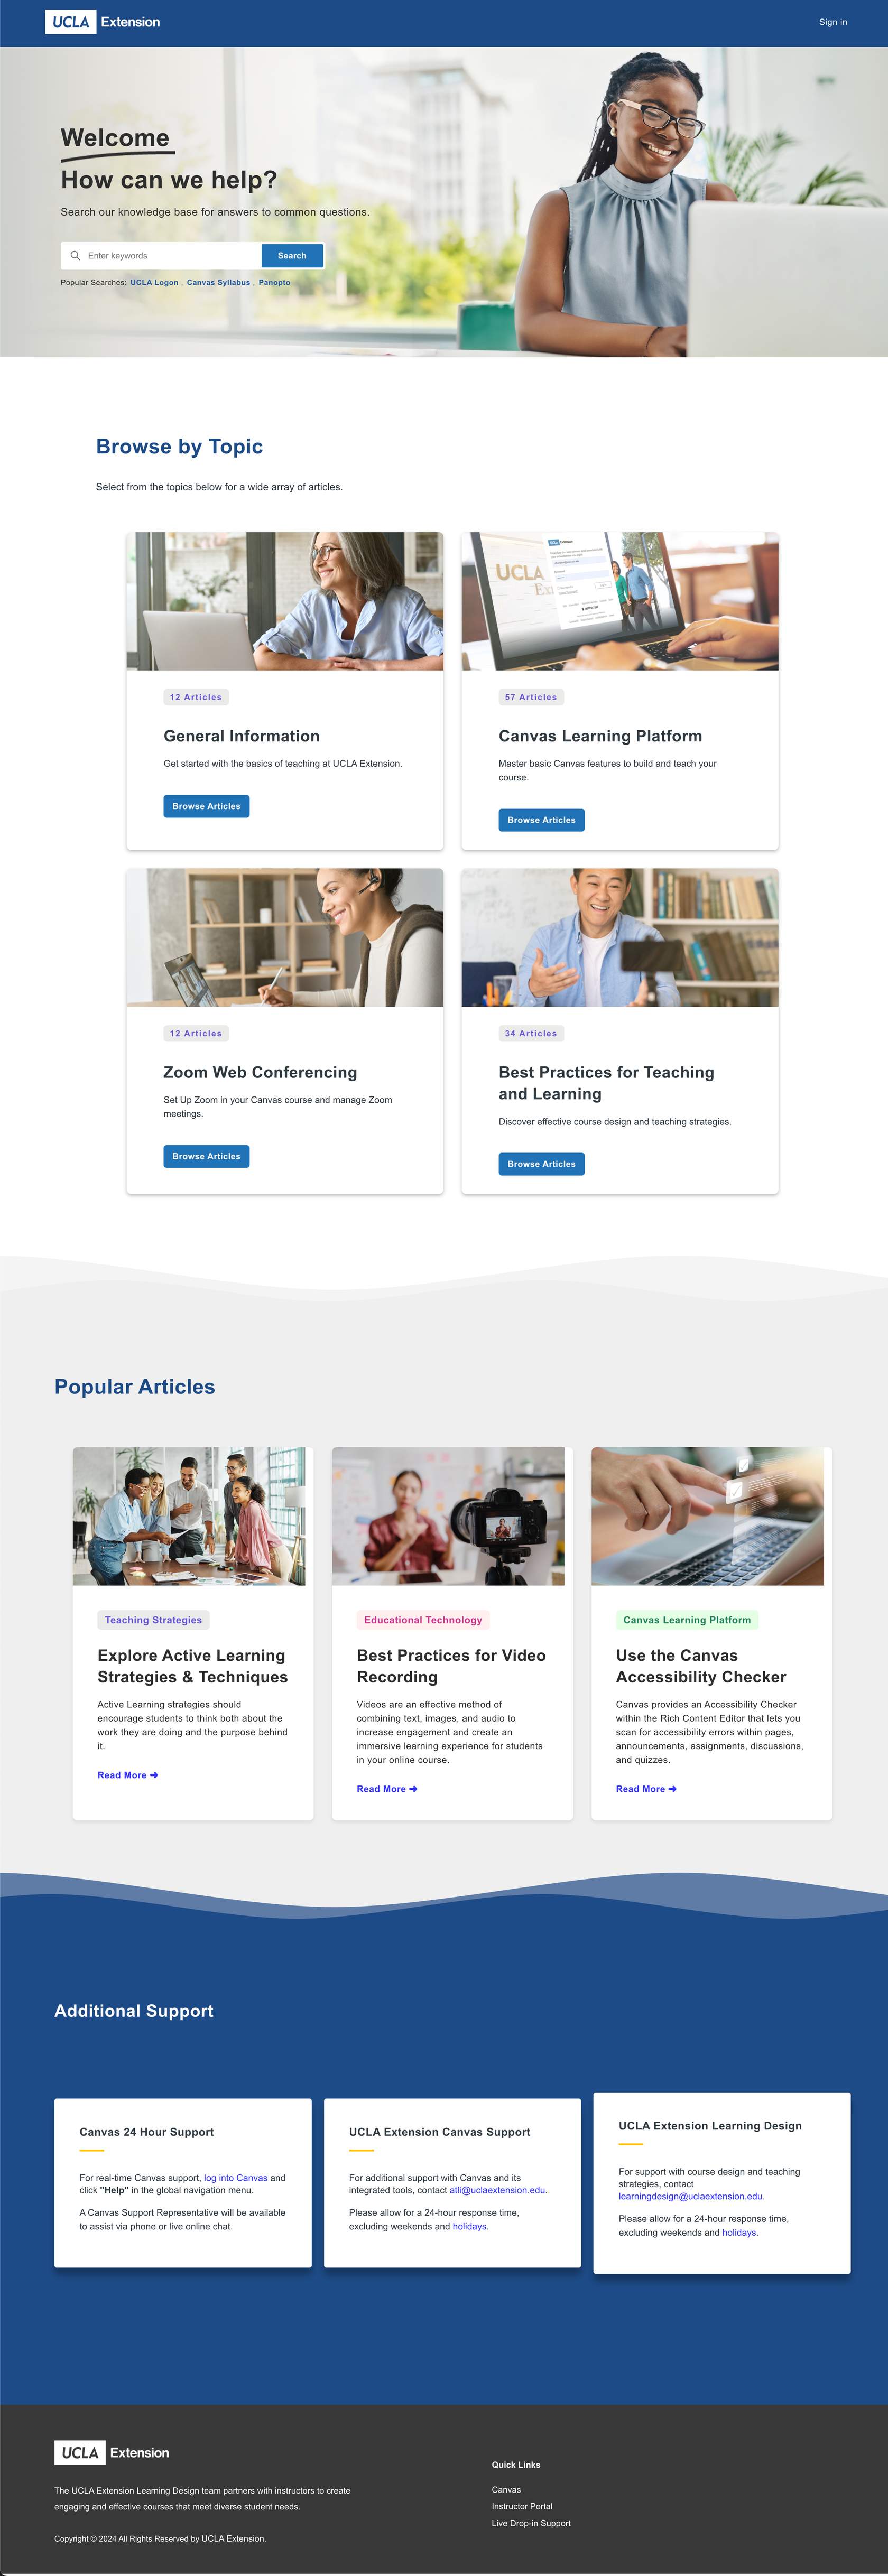 UCLA Extension
Sign in
Welcome
How can we help?
Search our knowledge base for answers to common questions.
Enter keywords
Search
Popular Searches: UCLA Logon , Canvas Syllabus , Panopto
Browse by Topic
Select from the topics below for a wide array of articles.
12 Articles
General Information
Get started with the basics of teaching at UCLA Extension.
Browse Articles
UCLA
57 Articles
Canvas Learning Platform
Master basic Canvas features to build and teach your
course.
Browse Articles
12 Articles
Zoom Web Conferencing
Set Up Zoom in your Canvas course and manage Zoom
meetings.
Browse Articles
34 Articles
Best Practices for Teaching
and Learning
Discover effective course design and teaching strategies.
Browse Articles
Popular Articles
Teaching Strategies
Explore Active Learning
Strategies & Techniques
Active Learning strategies should
encourage students to think both about the
work they are doing and the purpose behind
it.
Read More ➜
Educational Technology
Best Practices for Video
Recording
Videos are an effective method of
combining text, images, and audio to
increase engagement and create an
immersive learning experience for students
in your online course.
Read More ➜
Canvas Learning Platform
Use the Canvas
Accessibility Checker
Canvas provides an Accessibility Checker
within the Rich Content Editor that lets you
scan for accessibility errors within pages,
announcements, assignments, discussions,
and quizzes.
Read More ➜
Additional Support
Canvas 24 Hour Support
For real-time Canvas support, log into Canvas and
click "Help" in the global navigation menu.
A Canvas Support Representative will be available
to assist via phone or live online chat.
UCLA Extension Canvas Support
For additional support with Canvas and its
integrated tools, contact atli@uclaextension.edu.
Please allow for a 24-hour response time,
excluding weekends and holidays.
UCLA Extension Learning Design
For support with course design and teaching
strategies, contact
learningdesign@uclaextension.edu.
Please allow for a 24-hour response time,
excluding weekends and holidays.
UCLA Extension
The UCLA Extension Learning Design team partners with instructors to create
engaging and effective courses that meet diverse student needs.
Copyright © 2024 All Rights Reserved by UCLA Extension.
Quick Links
Canvas
Instructor Portal
Live Drop-in Support